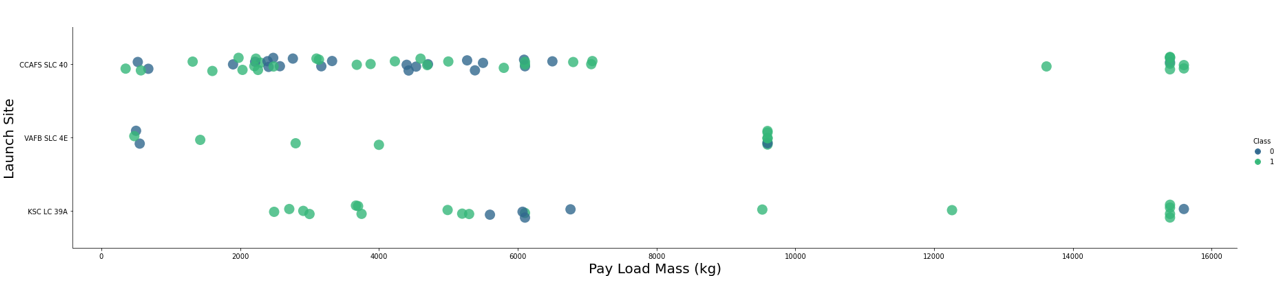 Launch Site
CCAFS SLC 40
VAFB SLC 4E
KSC LC 39A
0 2000 4000 6000 8000 10000 12000 14000 16000
Pay Load Mass (kg)
Class
0
1